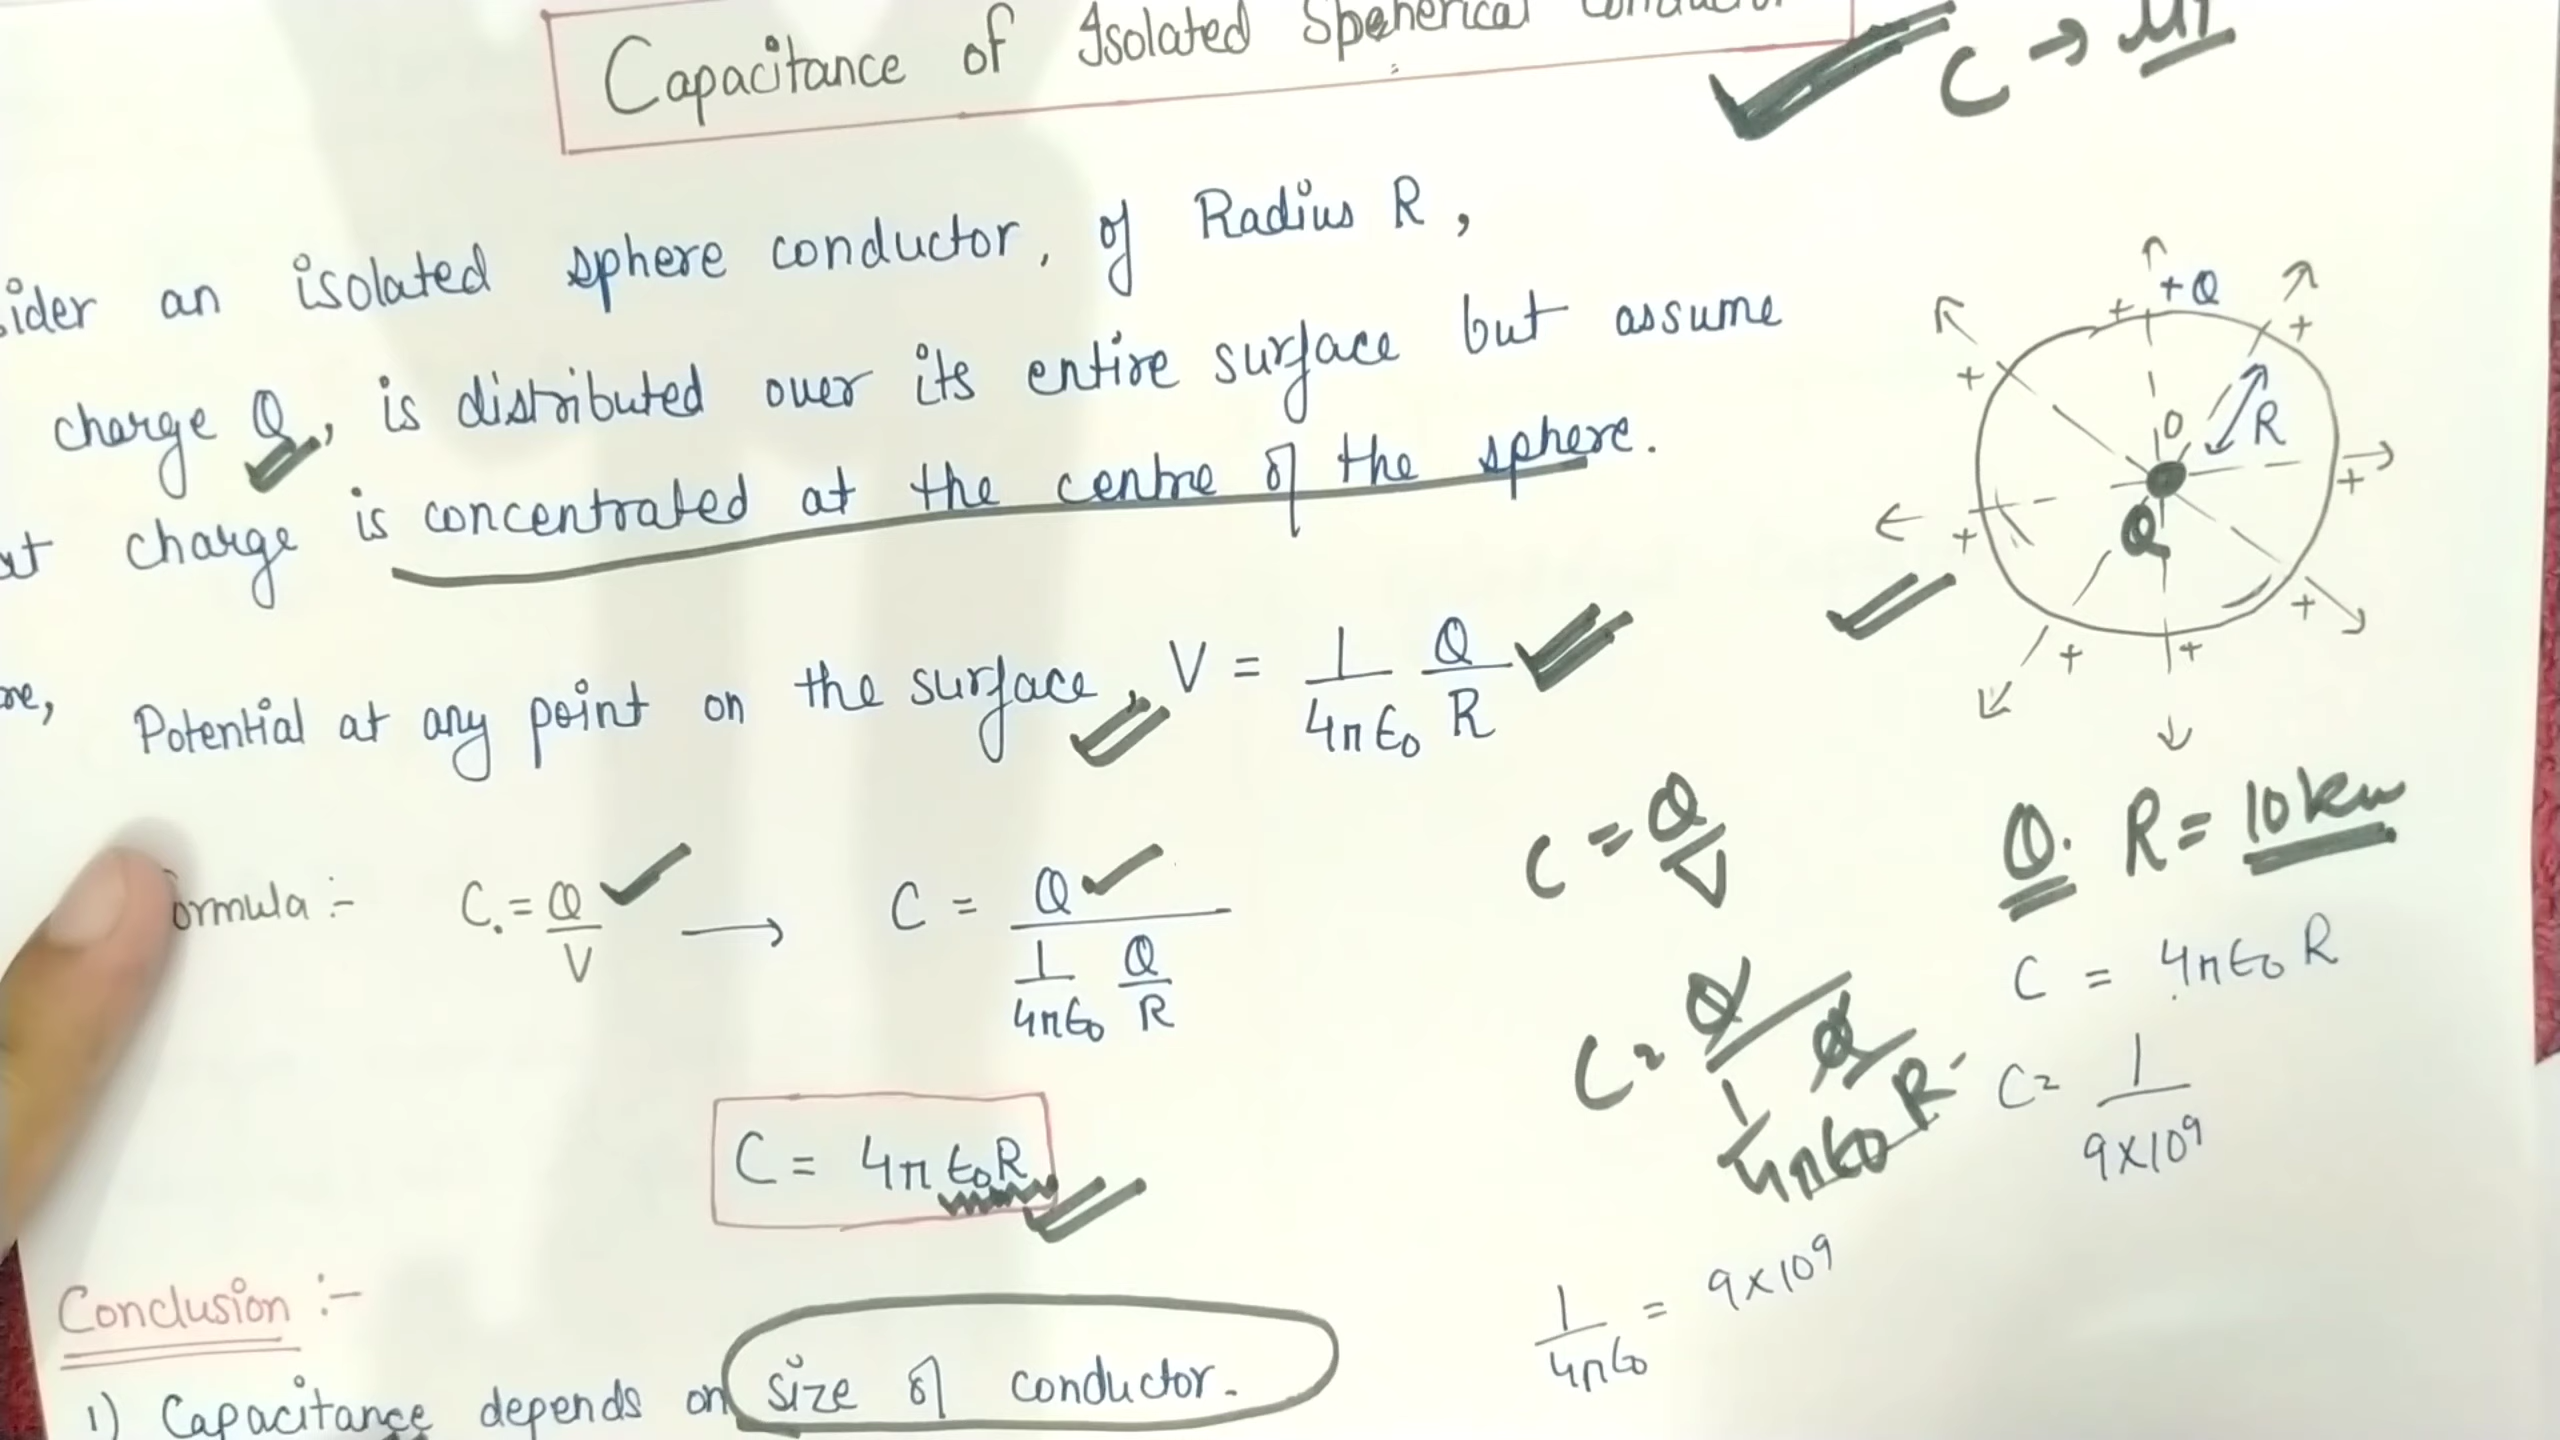 Capacitance of Isolated Speherical
C →
ider an isolated sphere conductor, of Radius R,
charge Q, is distributed over its entire surface but assume
charge is concentrated at the centre of the sphere.
Potential at any point on the surface, V = 1/4πϵ₀ Q/R
+Q
+ + + + + + + +
O
R
Q
ormula :- C = Q/V → C = Q / (1/4πϵ₀ Q/R)
C = 4πϵ₀R
Conclusion :-
1) Capacitance depends on size of conductor.
C = Q/V
C = Q / (1/4πϵ₀ Q/R)
1/4πϵ₀ = 9×10⁹
Q. R = 10km
C = 4πϵ₀R
C = 1/9×10⁹